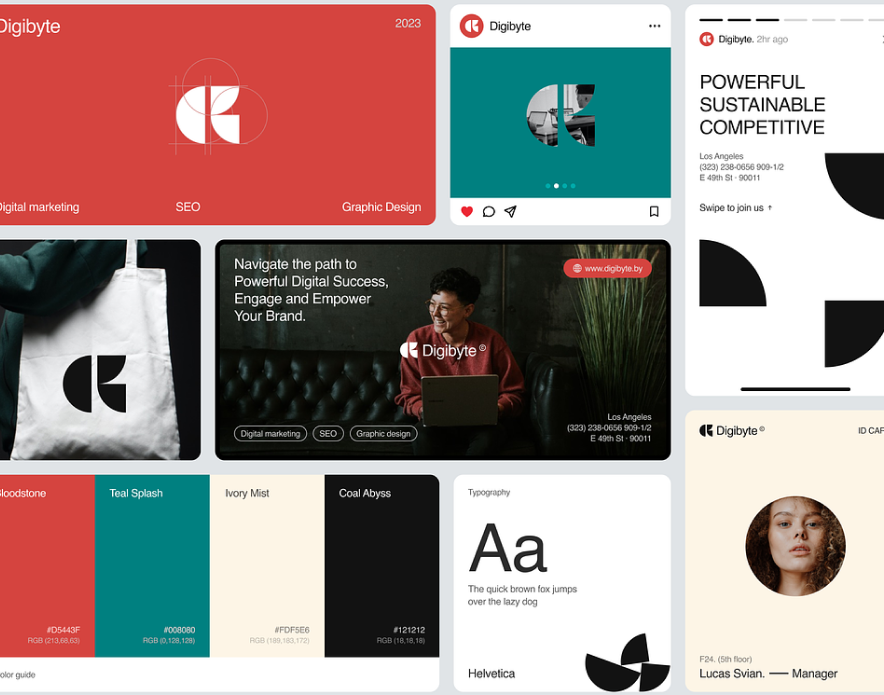 Digibyte
2023
Digital marketing
SEO
Graphic Design
Digibyte
Digibyte. 2hr ago
POWERFUL
SUSTAINABLE
COMPETITIVE
Los Angeles
(323) 238-0656 909-1/2
E 49th St · 90011
Swipe to join us ↑
Navigate the path to
Powerful Digital Success,
Engage and Empower
Your Brand.
www.digibyte.by
Digibyte©
Digital marketing
SEO
Graphic design
Los Angeles
(323) 238-0656 909-1/2
E 49th St · 90011
Bloodstone
#D5443F
RGB (213,68,63)
Teal Splash
#008080
RGB (0,128,128)
Ivory Mist
#FDF5E6
RGB (189,183,172)
Coal Abyss
#121212
RGB (18,18,18)
olor guide
Typography
Aa
The quick brown fox jumps
over the lazy dog
Helvetica
Digibyte©
ID CAR
F24. (5th floor)
Lucas Svian. — Manager